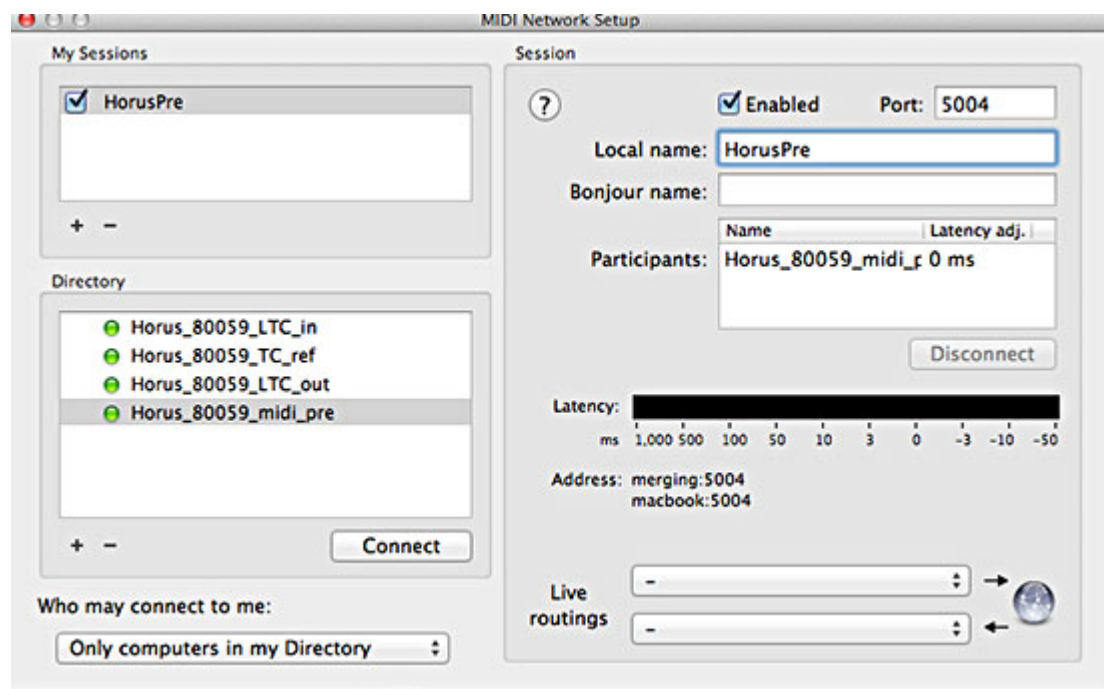 MIDI Network Setup
My Sessions
HorusPre
+ −
Directory
Horus_80059_LTC_in
Horus_80059_TC_ref
Horus_80059_LTC_out
Horus_80059_midi_pre
+ − Connect
Who may connect to me:
Only computers in my Directory
Session
? Enabled Port: 5004
Local name: HorusPre
Bonjour name:
Name Latency adj.
Participants: Horus_80059_midi_p 0 ms
Disconnect
Latency:
ms 1,000 500 100 50 10 3 0 -3 -10 -50
Address: merging:5004
macbook:5004
Live
routings
-
-